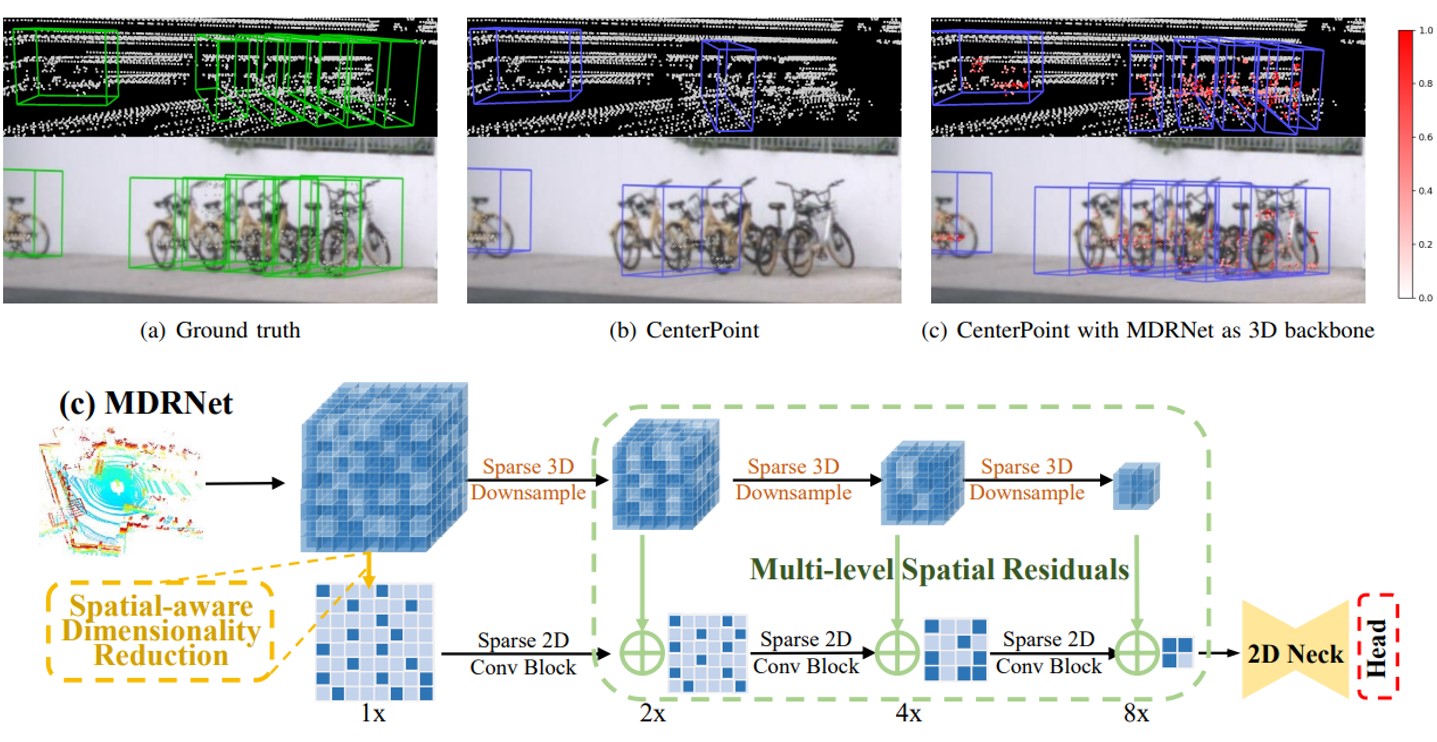 1.0
0.8
0.6
0.4
0.2
0.0
(a) Ground truth
(b) CenterPoint
(c) CenterPoint with MDRNet as 3D backbone
(c) MDRNet
Sparse 3D
Downsample
Sparse 3D
Downsample
Sparse 3D
Downsample
Multi-level Spatial Residuals
Spatial-aware
Dimensionality
Reduction
Sparse 2D
Conv Block
Sparse 2D
Conv Block
Sparse 2D
Conv Block
2D Neck
Head
1x
2x
4x
8x